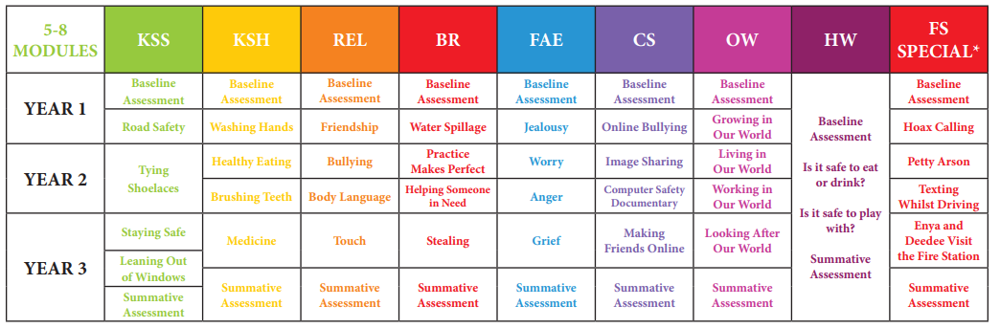 5-8
MODULES
KSS
KSH
REL
BR
FAE
CS
OW
HW
FS
SPECIAL*
YEAR 1
Baseline
Assessment
Baseline
Assessment
Baseline
Assessment
Baseline
Assessment
Baseline
Assessment
Baseline
Assessment
Baseline
Assessment
Baseline
Assessment
Road Safety
Washing Hands
Friendship
Water Spillage
Jealousy
Online Bullying
Growing in
Our World
Hoax Calling
Baseline
Assessment
Is it safe to eat
or drink?
Is it safe to play
with?
Summative
Assessment
YEAR 2
Tying
Shoelaces
Healthy Eating
Bullying
Practice
Makes Perfect
Worry
Image Sharing
Living in
Our World
Petty Arson
Brushing Teeth
Body Language
Helping Someone
in Need
Anger
Computer Safety
Documentary
Working in
Our World
Texting
Whilst Driving
YEAR 3
Staying Safe
Leaning Out
of Windows
Summative
Assessment
Medicine
Touch
Stealing
Grief
Making
Friends Online
Looking After
Our World
Enya and
Deedee Visit
the Fire Station
Summative
Assessment
Summative
Assessment
Summative
Assessment
Summative
Assessment
Summative
Assessment
Summative
Assessment
Summative
Assessment